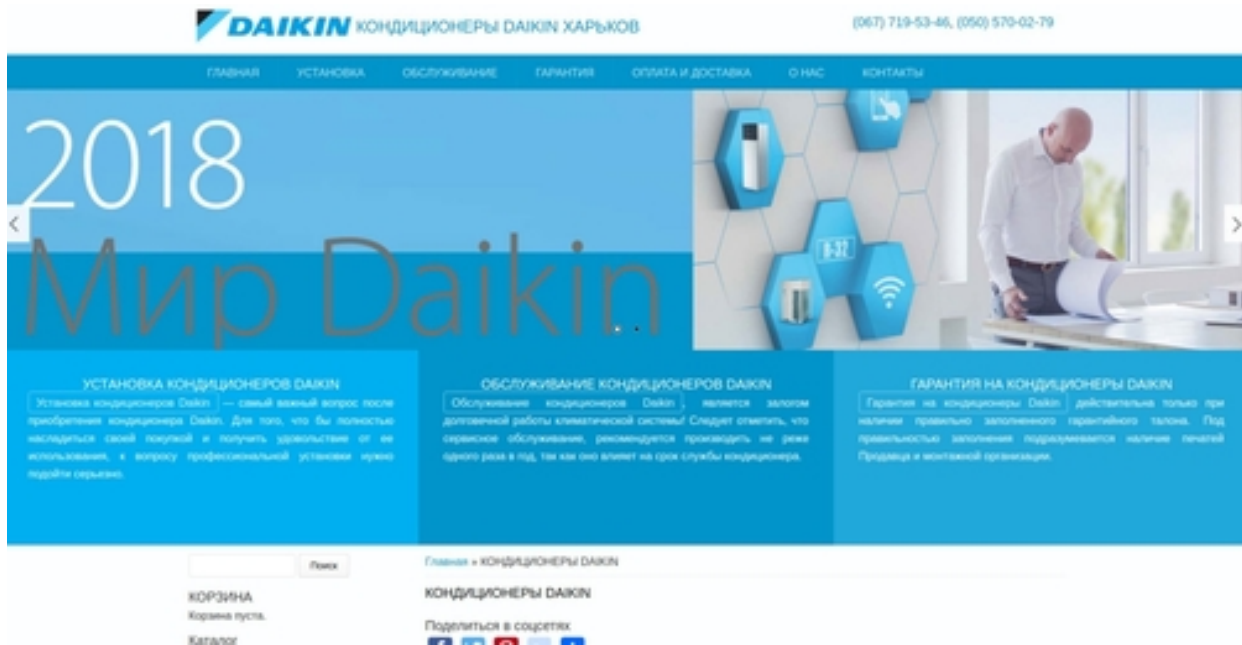 DAIKIN КОНДИЦИОНЕРЫ DAIKIN ХАРЬКОВ
(067) 719-53-46, (050) 570-02-79
ГЛАВНАЯ УСТАНОВКА ОБСЛУЖИВАНИЕ ГАРАНТИЯ ОПЛАТА И ДОСТАВКА О НАС КОНТАКТЫ
2018
Мир Daikin
R-32
УСТАНОВКА КОНДИЦИОНЕРОВ DAIKIN
Установка кондиционеров Daikin — самый важный вопрос после
приобретения кондиционера Daikin. Для того, что бы полностью
насладиться своей покупкой и получить удовольствие от ее
использования, к вопросу профессиональной установки нужно
подойти серьезно.
ОБСЛУЖИВАНИЕ КОНДИЦИОНЕРОВ DAIKIN
Обслуживание кондиционеров Daikin, является залогом
долговечной работы климатической системы! Следует отметить, что
сервисное обслуживание, рекомендуется производить не реже
одного раза в год, так как оно влияет на срок службы кондиционера.
ГАРАНТИЯ НА КОНДИЦИОНЕРЫ DAIKIN
Гарантия на кондиционеры Daikin действительна только при
наличии правильно заполненного гарантийного талона. Под
правильностью заполнения подразумевается наличие печатей
Продавца и монтажной организации.
Поиск
КОРЗИНА
Корзина пуста.
Каталог
Главная » КОНДИЦИОНЕРЫ DAIKIN
КОНДИЦИОНЕРЫ DAIKIN
Поделиться в соцсетях